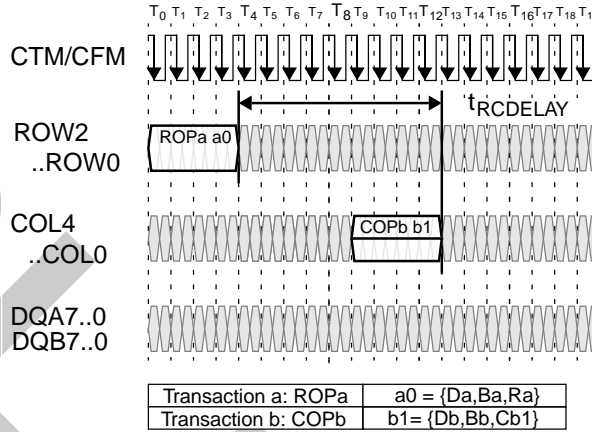 T0 T1 T2 T3 T4 T5 T6 T7 T8 T9 T10 T11 T12 T13 T14 T15 T16 T17 T18 T1
CTM/CFM
tRCDELAY
ROW2
..ROW0
ROPa a0
COL4
..COL0
COPb b1
DQA7..0
DQB7..0
Transaction a: ROPa a0 = {Da,Ba,Ra}
Transaction b: COPb b1= {Db,Bb,Cb1}